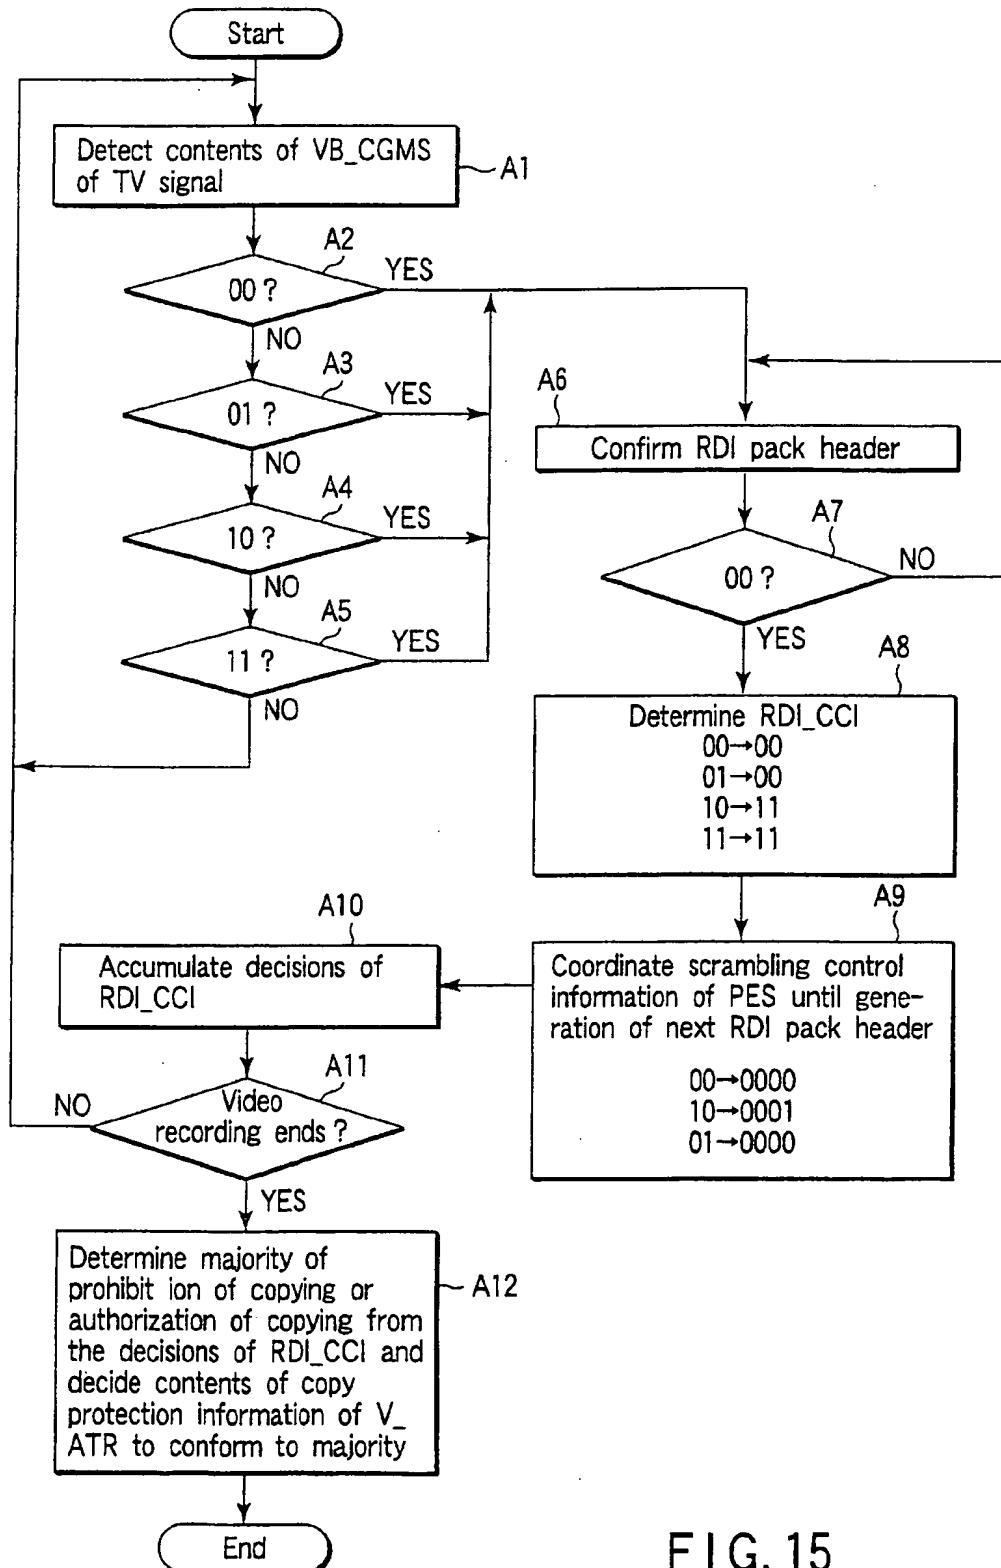 Start
Detect contents of VB_CGMS
of TV signal
A1
A2
00 ?
YES
NO
A3
01 ?
YES
NO
A4
10 ?
YES
NO
A5
11 ?
YES
NO
A6
Confirm RDI pack header
A7
00 ?
NO
YES
A8
Determine RDI_CCI
00→00
01→00
10→11
11→11
A9
Coordinate scrambling control
information of PES until gene-
ration of next RDI pack header
00→0000
10→0001
01→0000
A10
Accumulate decisions of
RDI_CCI
A11
Video
recording ends ?
NO
YES
Determine majority of
prohibit ion of copying or
authorization of copying from
the decisions of RDI_CCI and
decide contents of copy
protection information of V_
ATR to conform to majority
A12
End
FIG. 15